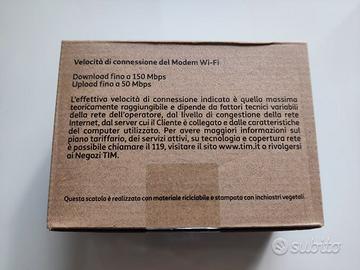 Velocità di connessione del Modem Wi-Fi
Download fino a 150 Mbps
Upload fino a 50 Mbps
L'effettiva velocità di connessione indicata è quella massima
teoricamente raggiungibile e dipende da fattori tecnici variabili
della rete dell'operatore, dal livello di congestione della rete
Internet, dal server cui il Cliente è collegato e dalle caratteristiche
del computer utilizzato. Per avere maggiori informazioni sul
piano tariffario, dei servizi attivi, su tecnologia e copertura rete
è possibile chiamare il 119, visitare il sito www.tim.it o rivolgersi
ai Negozi TIM.
Questa scatola è realizzata con materiale riciclabile e stampata con inchiostri vegetali.
subito